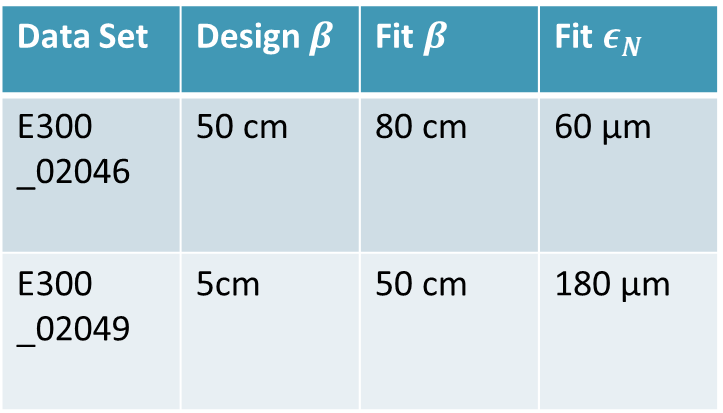 Data Set Design β Fit β Fit ϵN
E300 50 cm 80 cm 60 μm
_02046
E300 5cm 50 cm 180 μm
_02049